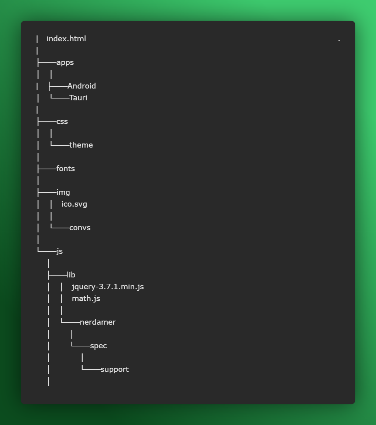 │   index.html .
│
├───apps
│   │
│   ├───Android
│   └───Tauri
│
├───css
│   │
│   └───theme
│
├───fonts
│
├───img
│   │   ico.svg
│   │
│   └───convs
│
└───js
    │
    ├───lib
    │   │   jquery-3.7.1.min.js
    │   │   math.js
    │   │
    │   └───nerdamer
    │       │
    │       └───spec
    │           │
    │           └───support
    │